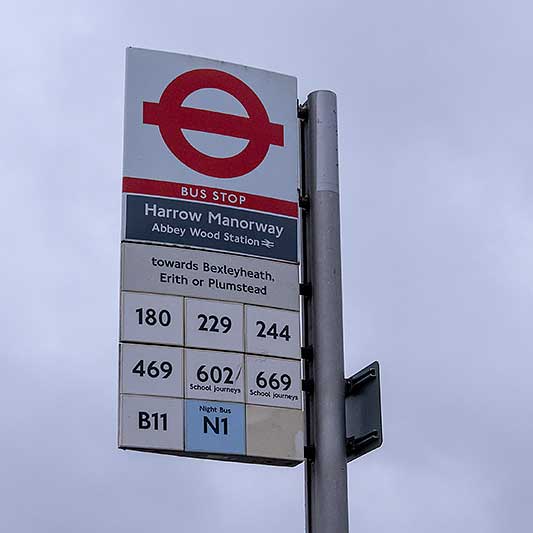 BUS STOP
Harrow Manorway
Abbey Wood Station
towards Bexleyheath,
Erith or Plumstead
180 229 244
469 602/ 669
School journeys School journeys
Night Bus
B11 N1